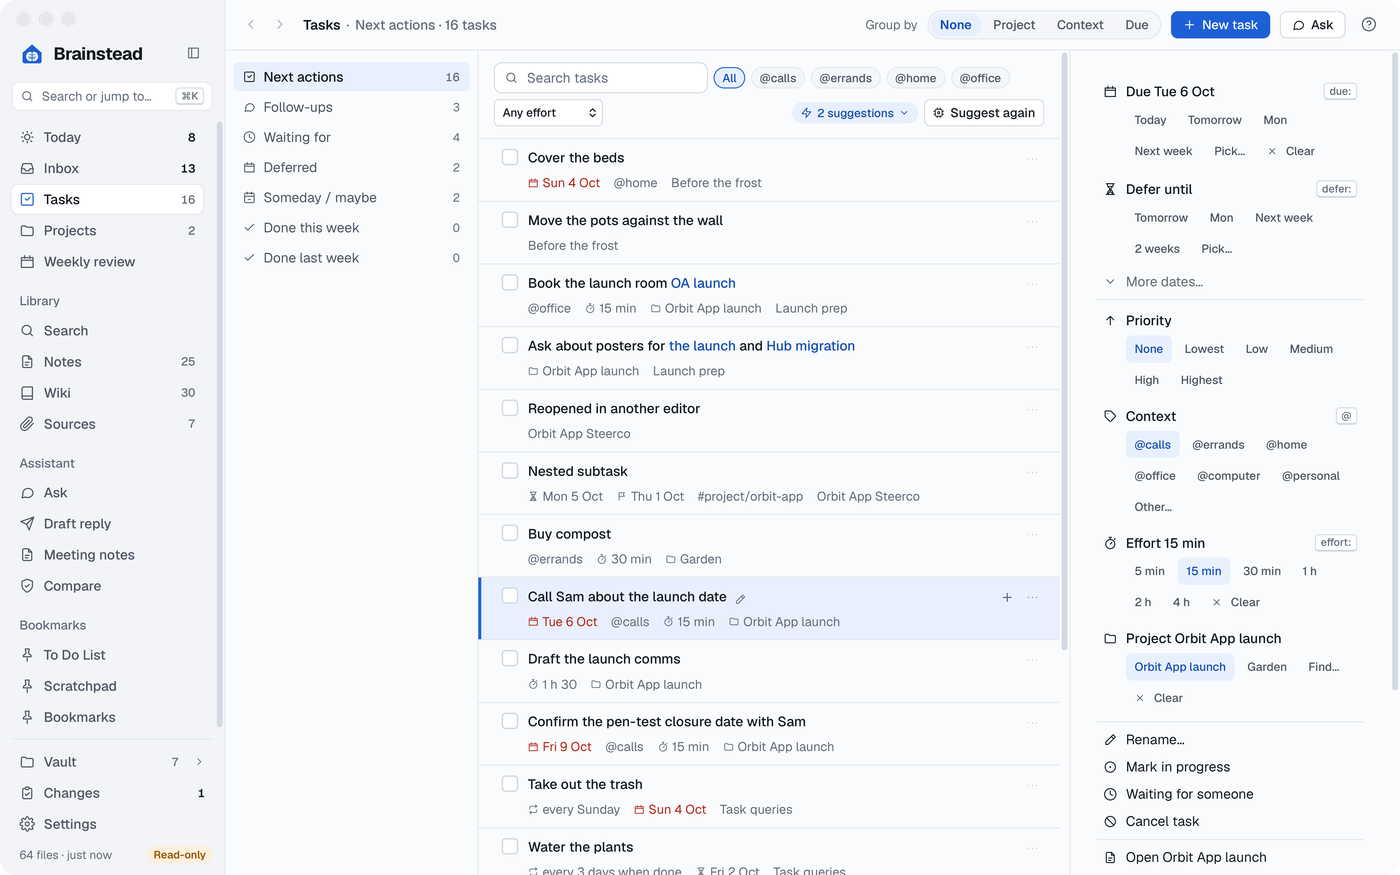 Brainstead
Search or jump to... ⌘K
Today 8
Inbox 13
Tasks 16
Projects 2
Weekly review
Library
Search
Notes 25
Wiki 30
Sources 7
Assistant
Ask
Draft reply
Meeting notes
Compare
Bookmarks
To Do List
Scratchpad
Bookmarks
Vault 7
Changes 1
Settings
64 files · just now Read-only
Tasks · Next actions · 16 tasks
Group by None Project Context Due
New task
Ask
Next actions 16
Follow-ups 3
Waiting for 4
Deferred 2
Someday / maybe 2
Done this week 0
Done last week 0
Search tasks
All @calls @errands @home @office
Any effort
2 suggestions
Suggest again
Cover the beds
Sun 4 Oct @home Before the frost
Move the pots against the wall
Before the frost
Book the launch room OA launch
@office 15 min Orbit App launch Launch prep
Ask about posters for the launch and Hub migration
Orbit App launch Launch prep
Reopened in another editor
Orbit App Steerco
Nested subtask
Mon 5 Oct Thu 1 Oct #project/orbit-app Orbit App Steerco
Buy compost
@errands 30 min Garden
Call Sam about the launch date
Tue 6 Oct @calls 15 min Orbit App launch
Draft the launch comms
1 h 30 Orbit App launch
Confirm the pen-test closure date with Sam
Fri 9 Oct @calls 15 min Orbit App launch
Take out the trash
every Sunday Sun 4 Oct Task queries
Water the plants
every 3 days when done Fri 2 Oct Task queries
Due Tue 6 Oct due:
Today Tomorrow Mon
Next week Pick... Clear
Defer until defer:
Tomorrow Mon Next week
2 weeks Pick...
More dates...
Priority
None Lowest Low Medium
High Highest
Context @
@calls @errands @home
@office @computer @personal
Other...
Effort 15 min effort:
5 min 15 min 30 min 1 h
2 h 4 h Clear
Project Orbit App launch
Orbit App launch Garden Find...
Clear
Rename...
Mark in progress
Waiting for someone
Cancel task
Open Orbit App launch